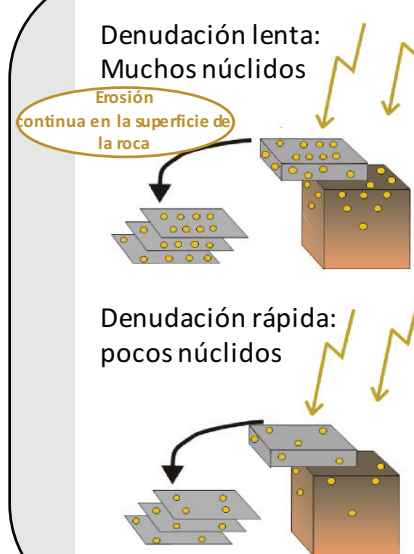 Denudación lenta:
Muchos núclidos
Erosión
continua en la superficie de
la roca
Denudación rápida:
pocos núclidos